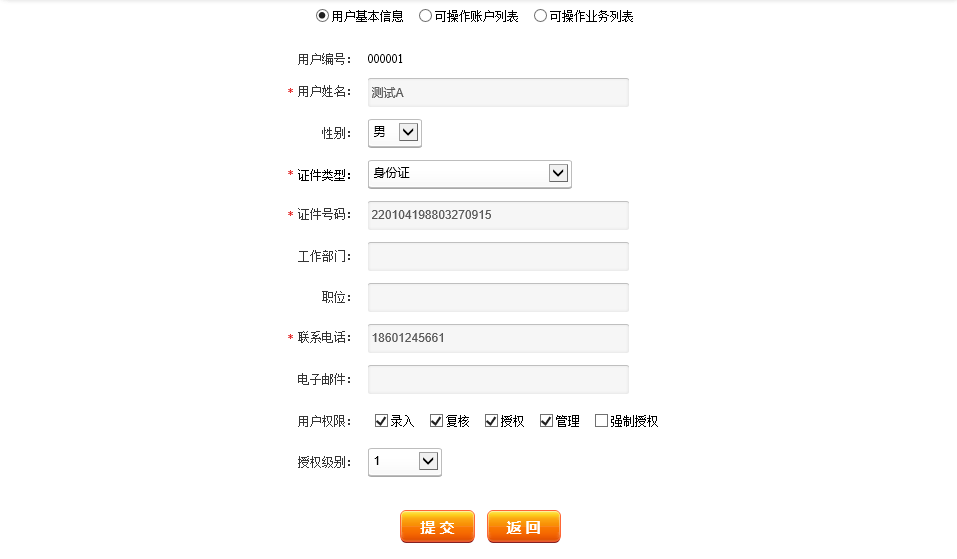 用户基本信息 可操作账户列表 可操作业务列表
用户编号： 000001
* 用户姓名： 测试A
性别： 男
* 证件类型： 身份证
* 证件号码： 220104198803270915
工作部门：
职位：
* 联系电话： 18601245661
电子邮件：
用户权限： 录入 复核 授权 管理 强制授权
授权级别： 1
提交 返回